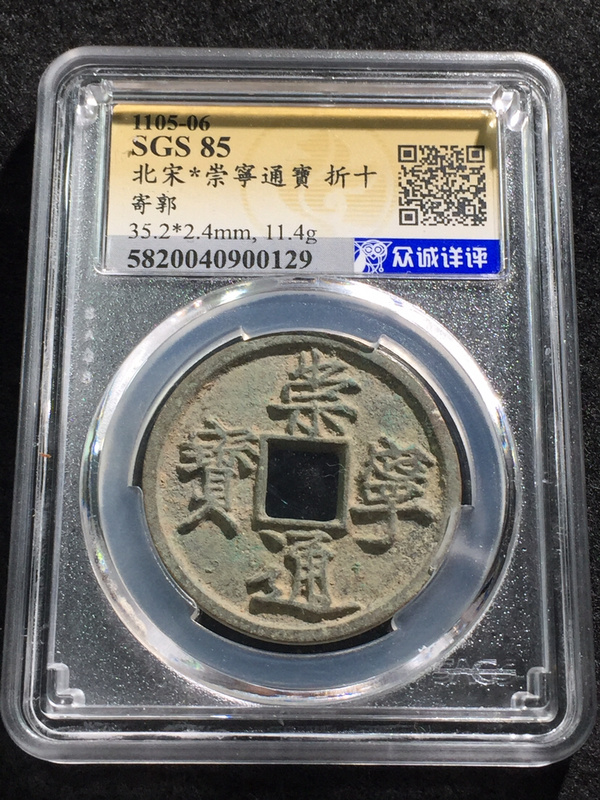 1105-06
SGS 85
北宋*崇寧通寶 折十
寄郭
35.2*2.4mm, 11.4g
5820040900129
众诚详评
崇
寶 寧
通